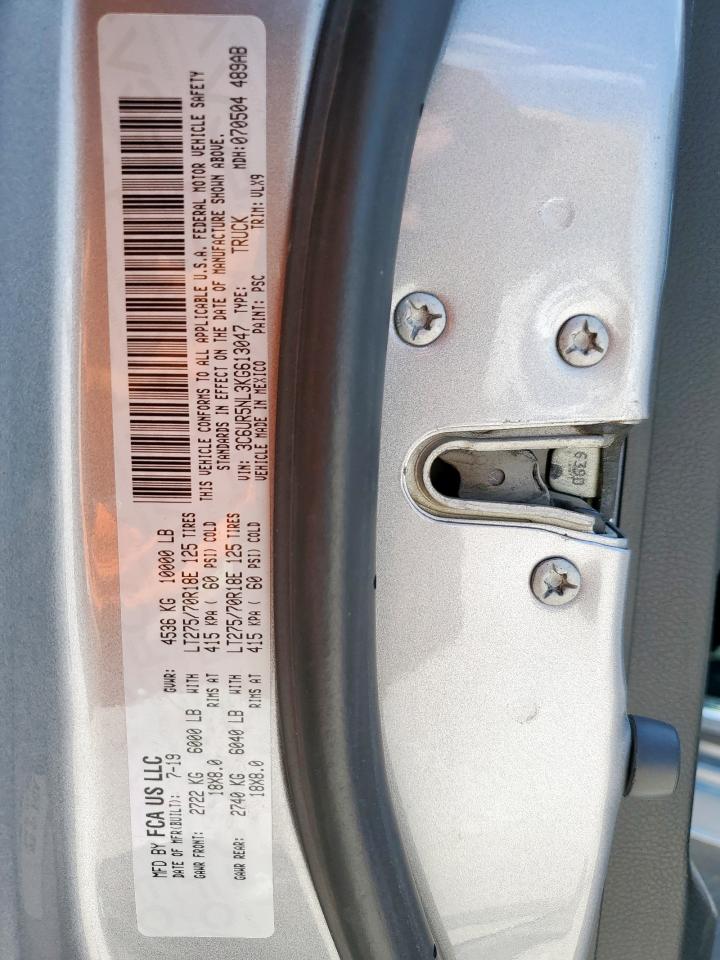 MFD BY FCA US LLC
DATE OF MFR(BUILT): 7-19 GVWR: 4536 KG 10000 LB
GAWR FRONT: 2722 KG 6000 LB WITH LT275/70R18E 125 TIRES
18X8.0 RIMS AT 415 KPA ( 60 PSI) COLD
GAWR REAR: 2740 KG 6040 LB WITH LT275/70R18E 125 TIRES
18X8.0 RIMS AT 415 KPA ( 60 PSI) COLD
THIS VEHICLE CONFORMS TO ALL APPLICABLE U.S.A. FEDERAL MOTOR VEHICLE SAFETY
STANDARDS IN EFFECT ON THE DATE OF MANUFACTURE SHOWN ABOVE.
VIN: 3C6UR5NL3KG613047 TYPE: TRUCK MDH:070504 489AB
VEHICLE MADE IN MEXICO PAINT: PSC TRIM: VLX9